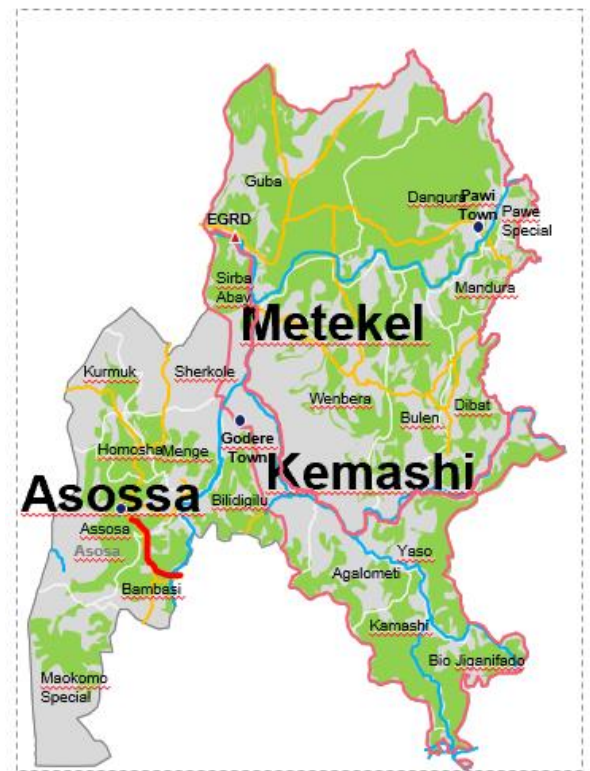 Guba
Dangura
Pawi
Town
EGRD
Pawe
Special
Sirba
Abay
Mandura
Metekel
Kurmuk
Sherkole
Wenbera
Dibat
Bulen
Godere
Town
Homosha
Menge
Kemashi
Asossa
Bilidigilu
Assosa
Asosa
Yaso
Agalometi
Bambasi
Kamashi
Bio Jiganifado
Maokomo
Special